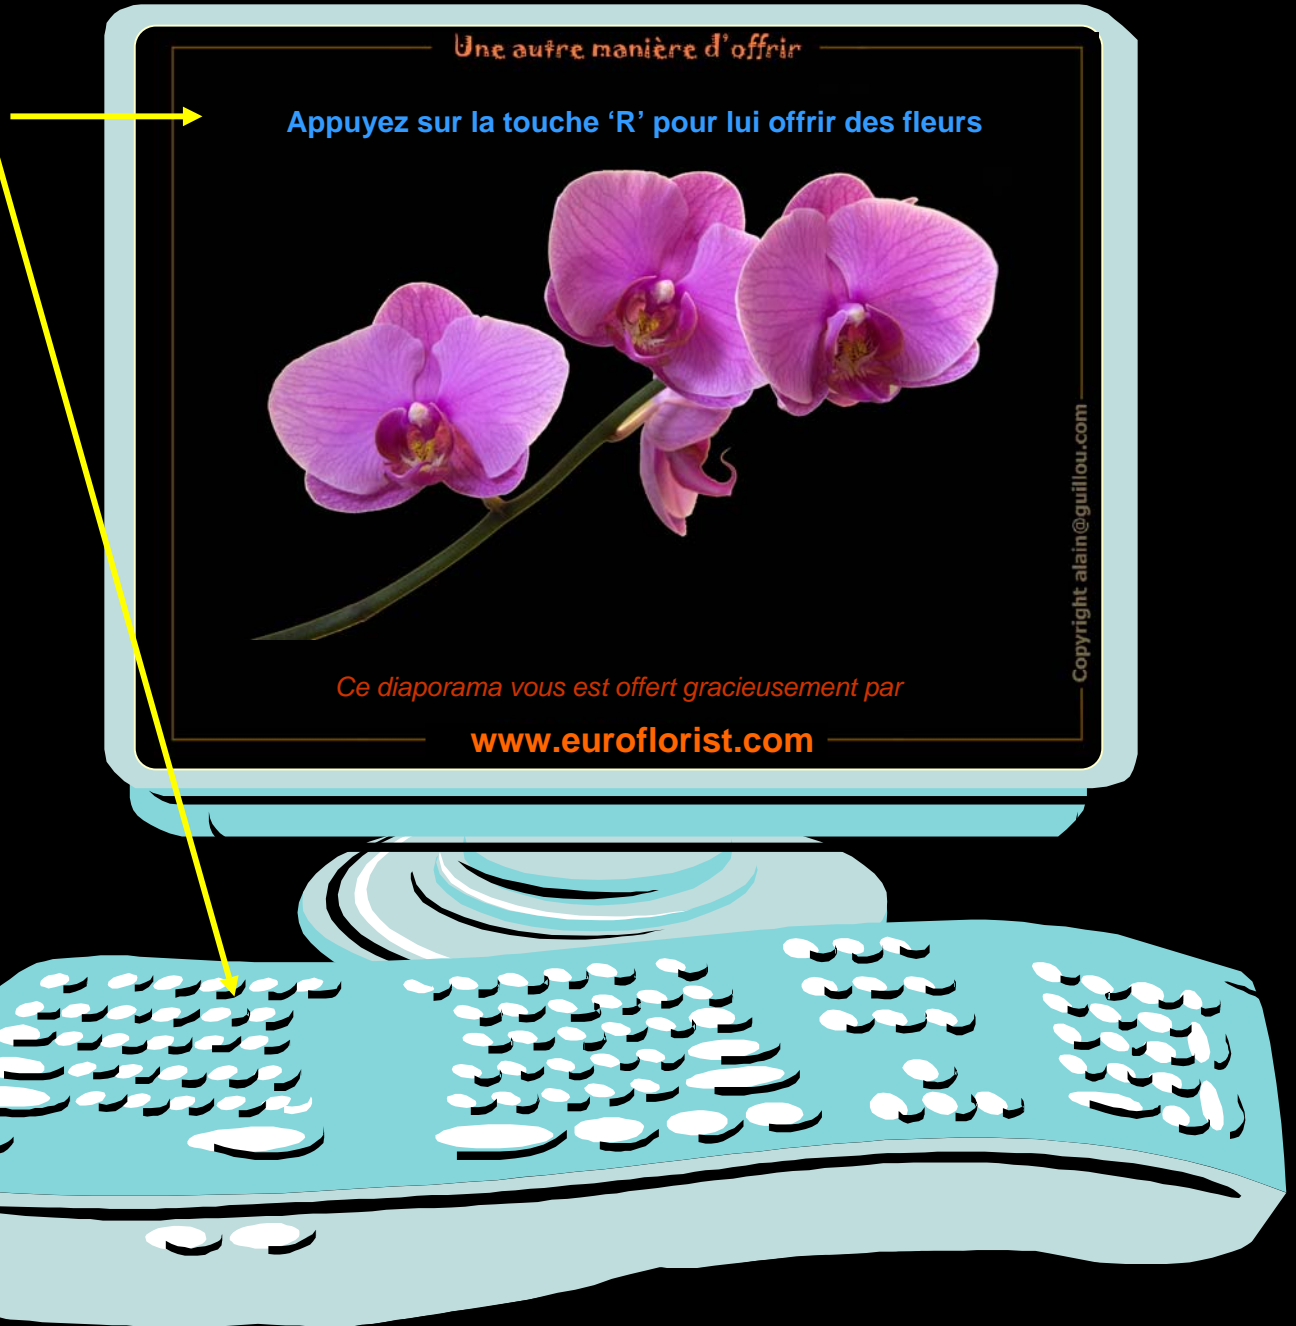 Une autre manière d'offrir
Appuyez sur la touche ‘R’ pour lui offrir des fleurs
Copyright alain@guillou.com
Ce diaporama vous est offert gracieusement par
www.euroflorist.com